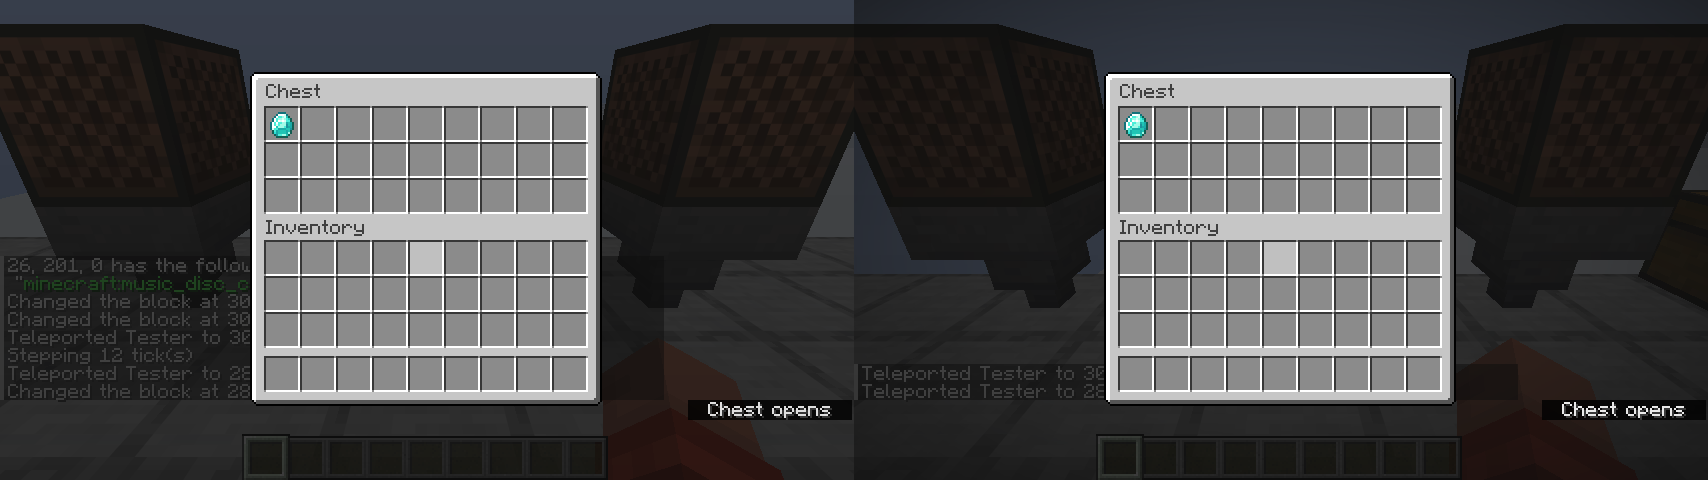 Chest
Inventory
26, 201, 0 has the follow
"minecraft:music_disc_c
Changed the block at 30
Changed the block at 30
Teleported Tester to 30
Stepping 12 tick(s)
Teleported Tester to 28
Changed the block at 28
Chest opens
Chest
Inventory
Teleported Tester to 30
Teleported Tester to 28
Chest opens